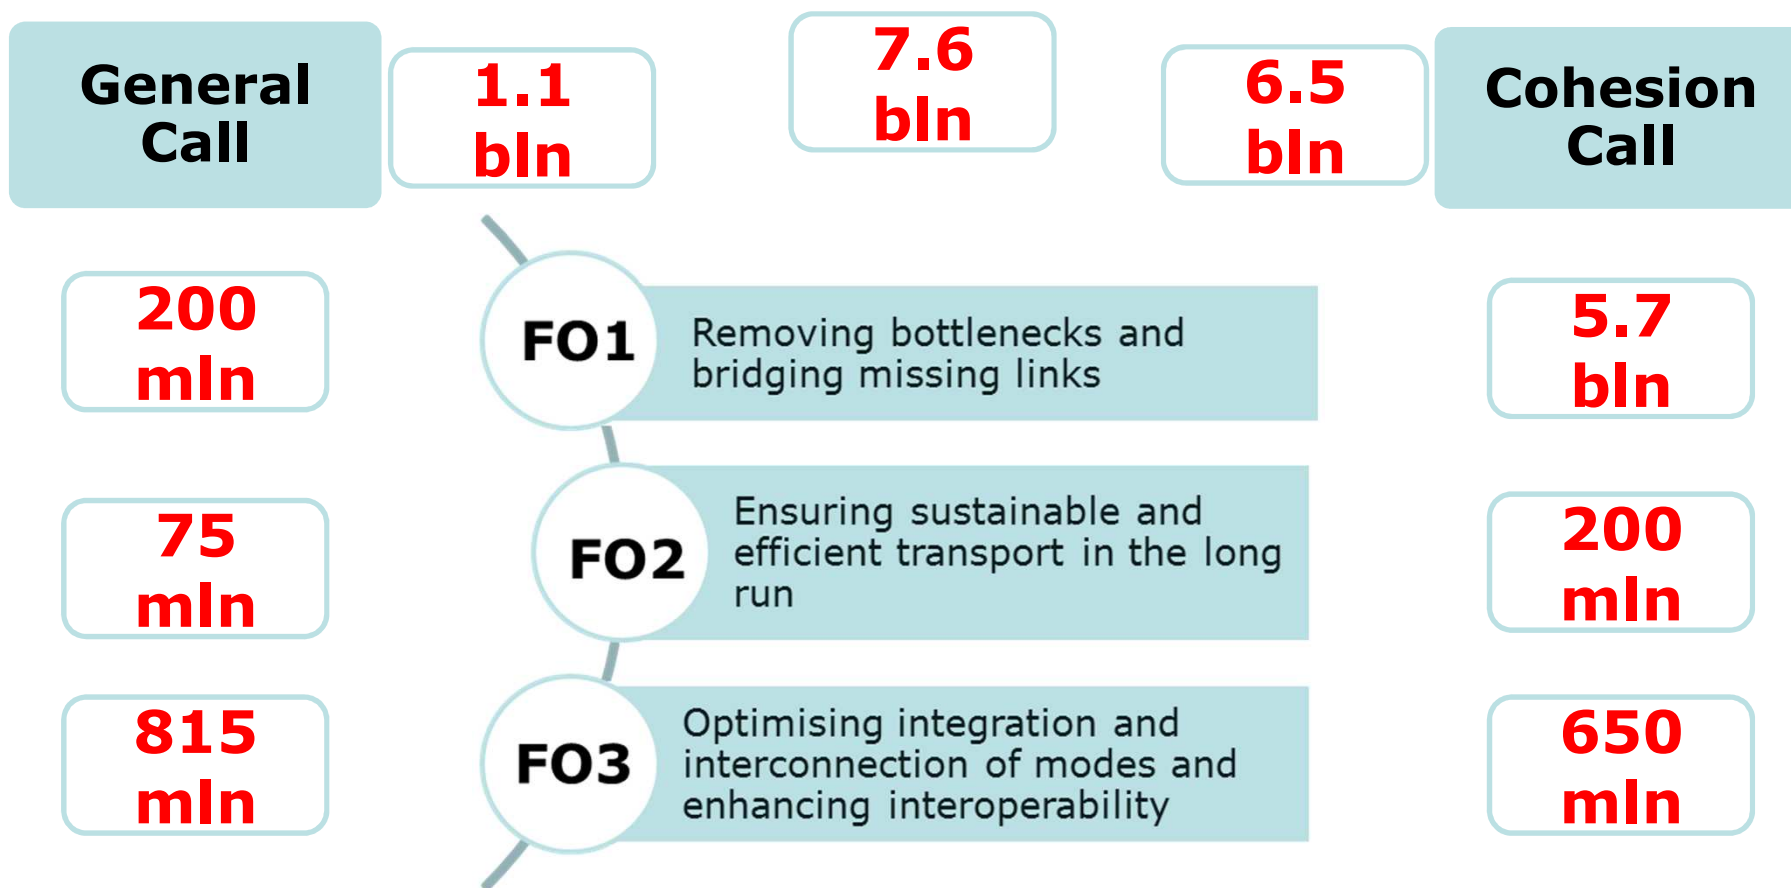 General
Call
1.1
bln
7.6
bln
6.5
bln
Cohesion
Call
200
mln
FO1
Removing bottlenecks and
bridging missing links
5.7
bln
75
mln
FO2
Ensuring sustainable and
efficient transport in the long
run
200
mln
815
mln
FO3
Optimising integration and
interconnection of modes and
enhancing interoperability
650
mln